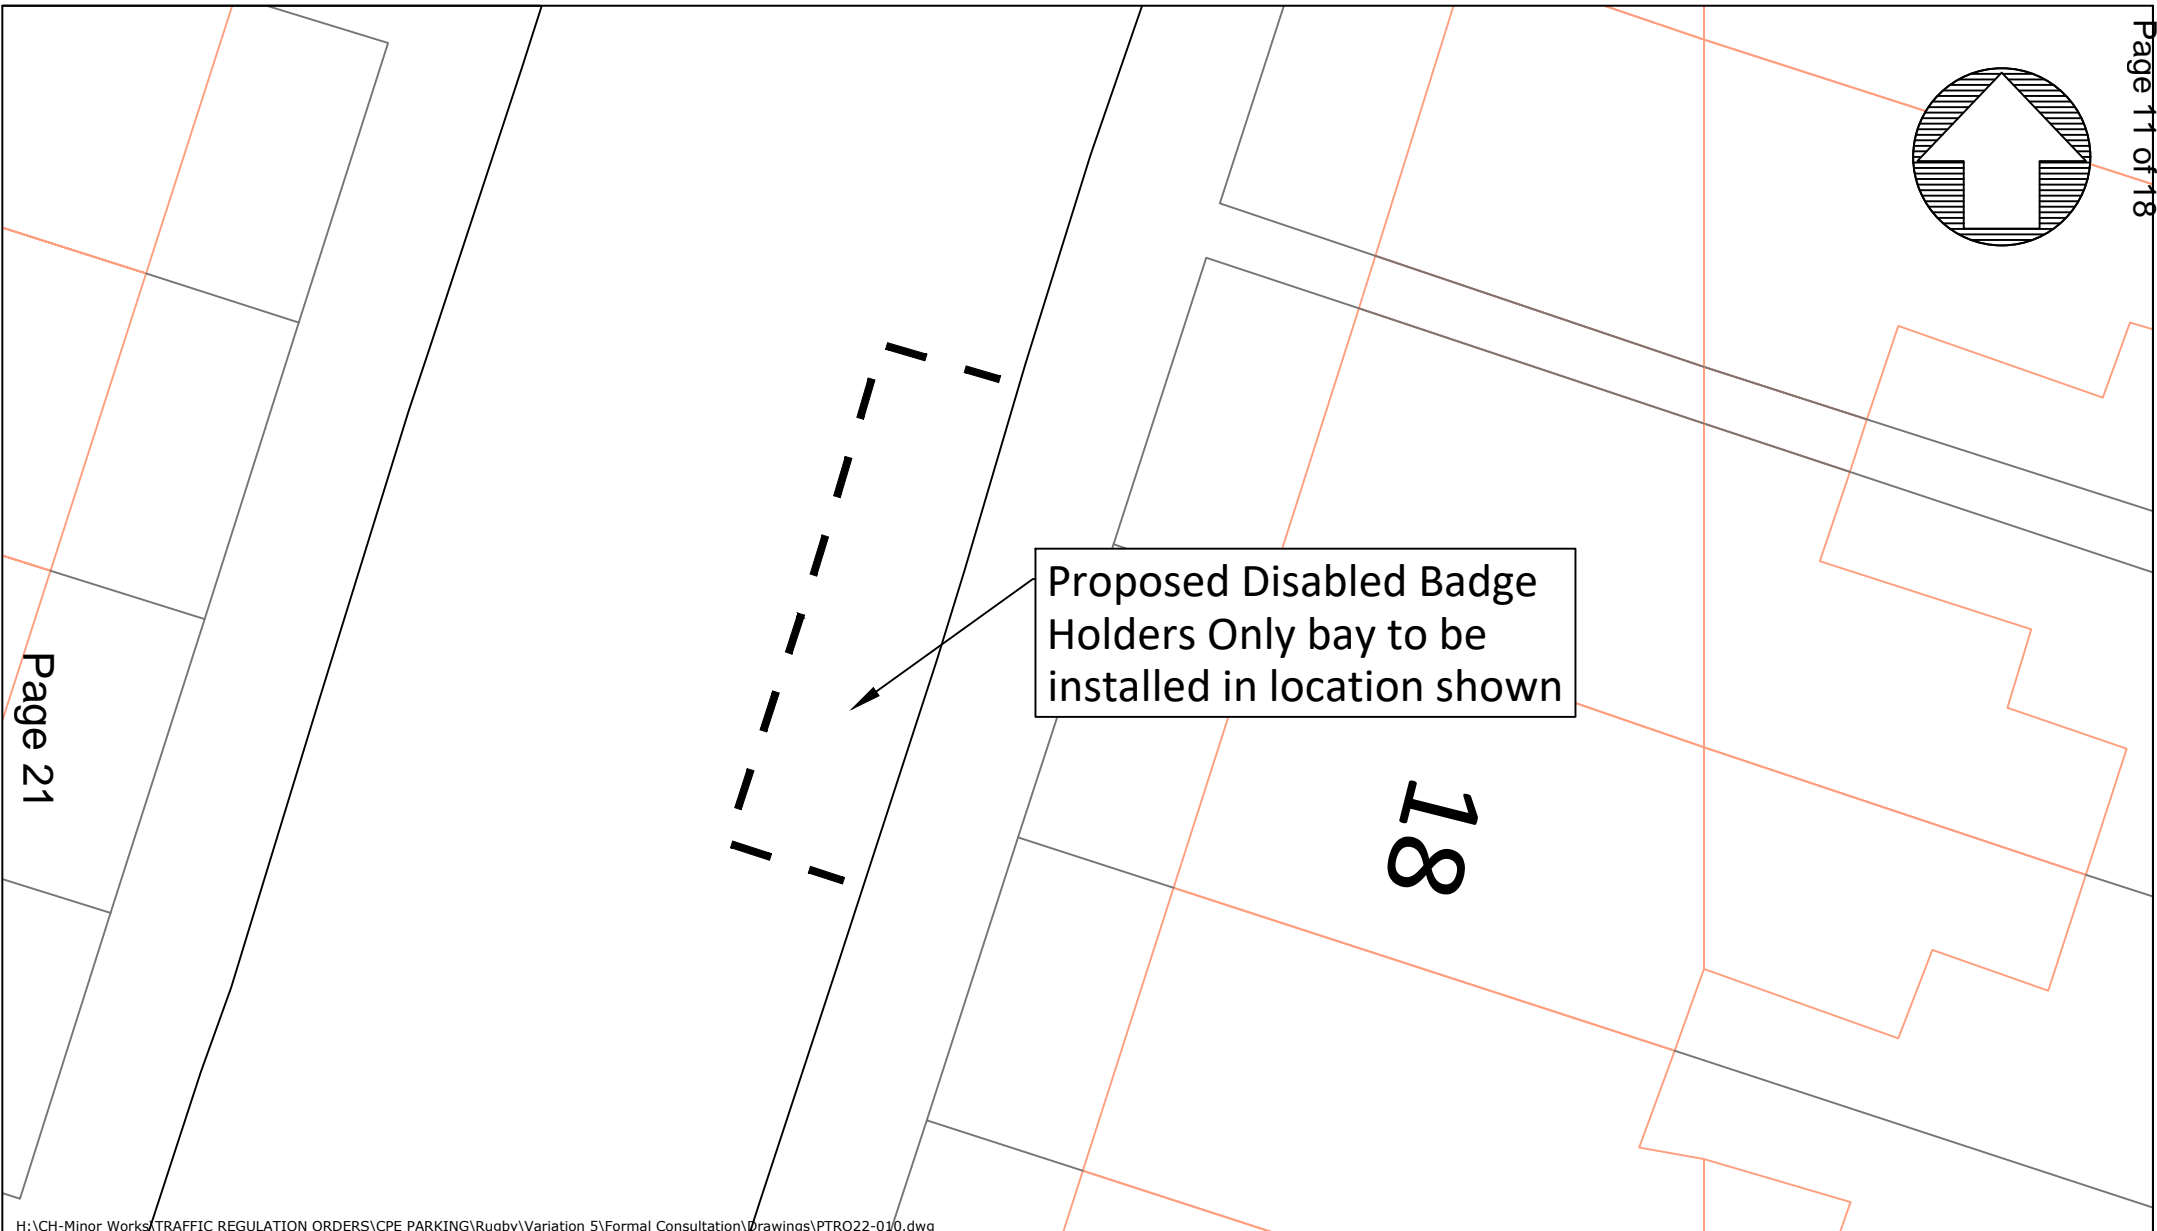 Page 11 of 18
Proposed Disabled Badge
Holders Only bay to be
installed in location shown
18
Page 21
H:\CH-Minor Works\TRAFFIC REGULATION ORDERS\CPE PARKING\Rugby\Variation 5\Formal Consultation\Drawings\PTRO22-010.dwg